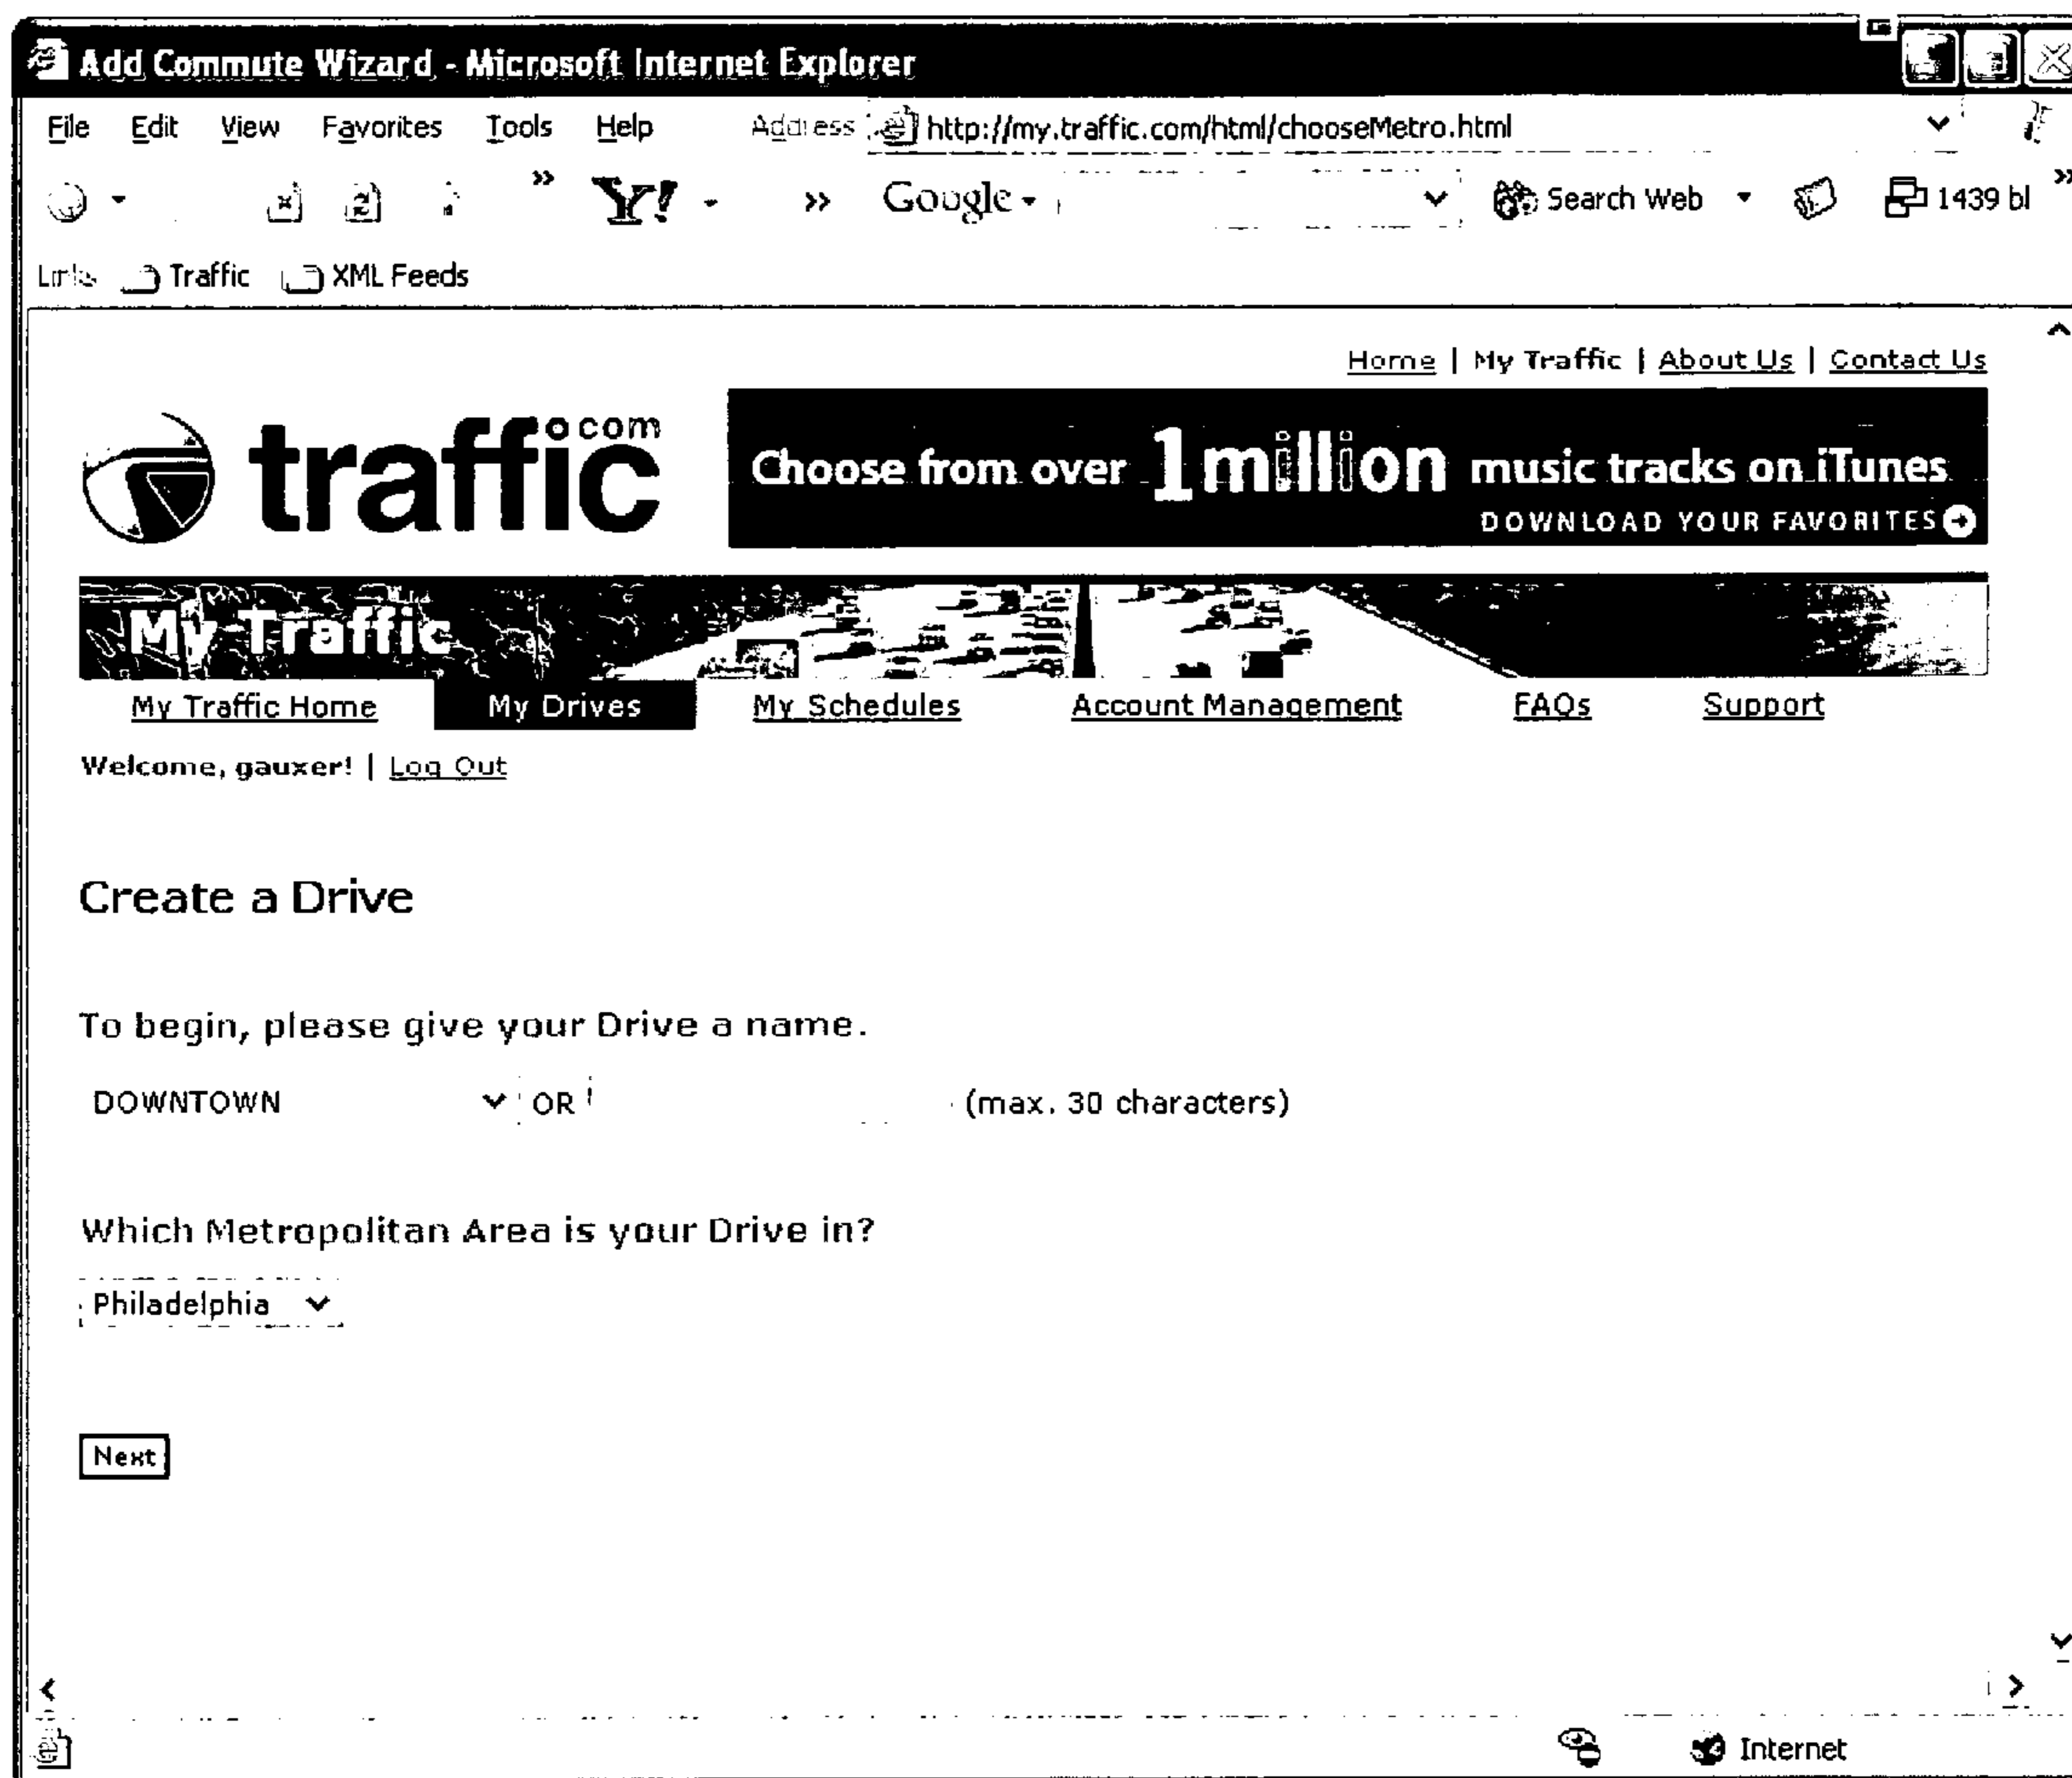 Add Commute Wizard - Microsoft Internet Explorer
File Edit View Favorites Tools Help Address http://my.traffic.com/html/chooseMetro.html
» Y! » Google Search Web 1439 bl »
Links Traffic XML Feeds
Home | My Traffic | About Us | Contact Us
traffic.com
Choose from over 1 million music tracks on iTunes
DOWNLOAD YOUR FAVORITES
My Traffic
My Traffic Home My Drives My Schedules Account Management FAQs Support
Welcome, gauxer! | Log Out
Create a Drive
To begin, please give your Drive a name.
DOWNTOWN OR (max. 30 characters)
Which Metropolitan Area is your Drive in?
Philadelphia
Next
Internet